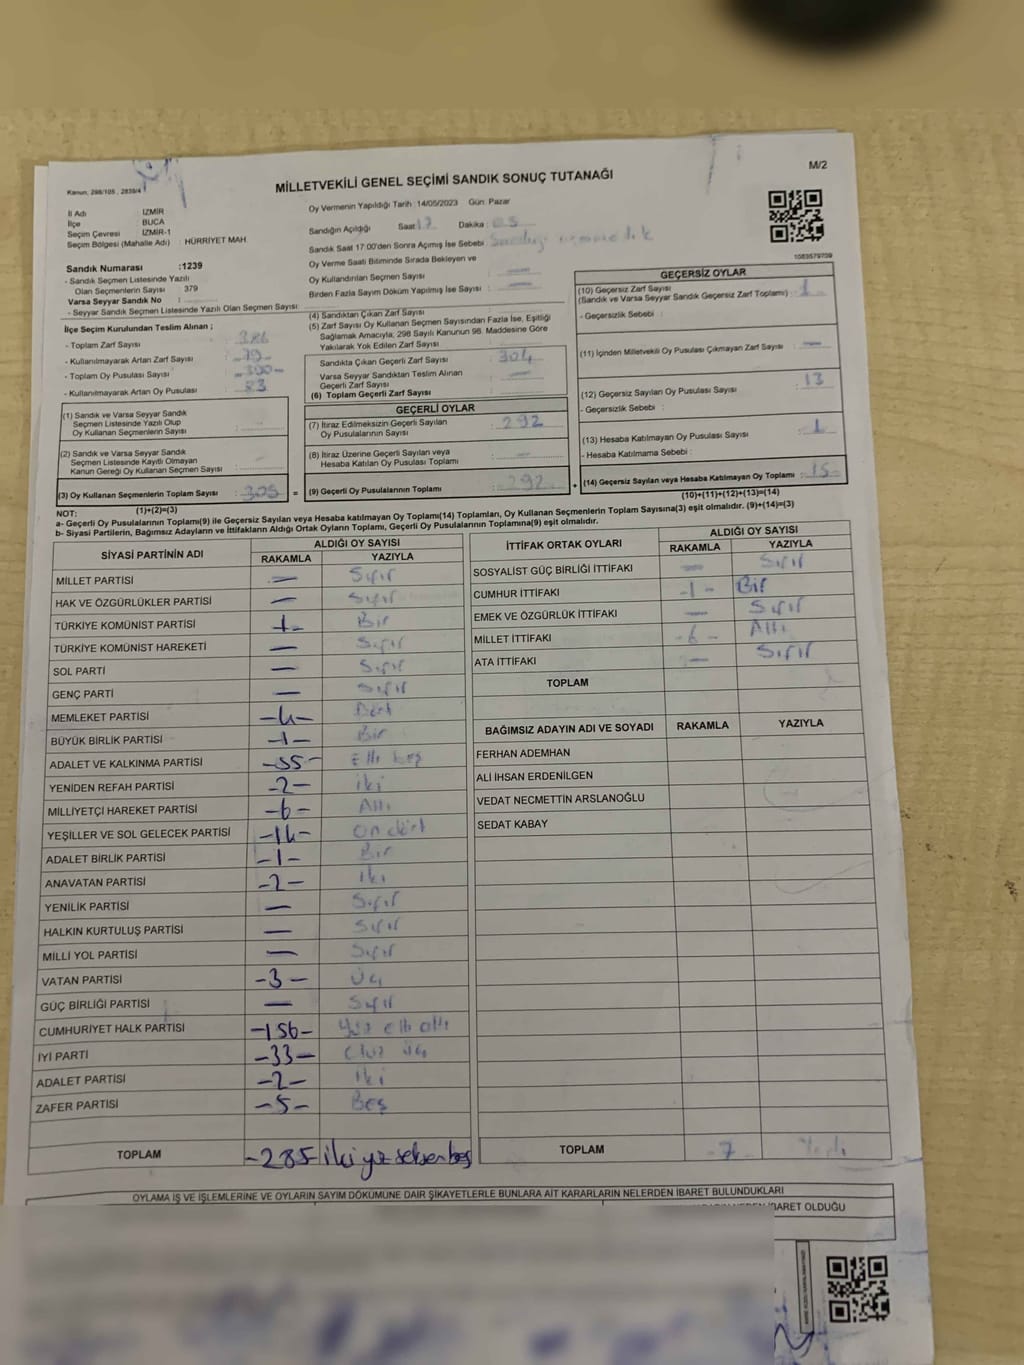 Kanun, 298/105 , 2839/4
M/2
MİLLETVEKİLİ GENEL SEÇİMİ SANDIK SONUÇ TUTANAĞI
İl Adı İZMİR
İlçe BUCA
Seçim Çevresi İZMİR-1
Seçim Bölgesi (Mahalle Adı) : HÜRRİYET MAH
Oy Vermenin Yapıldığı Tarih :14/05/2023 Gün: Pazar
Sandığın Açıldığı Saat 17 Dakika : 05
Sandık Saat 17:00'den Sonra Açımış İse Sebebi :
Oy Verme Saati Bitiminde Sırada Bekleyen ve
Oy Kullandırılan Seçmen Sayısı : —
Birden Fazla Sayım Döküm Yapılmış İse Sayısı : —
1083579709
Sandık Numarası :1239
- Sandık Seçmen Listesinde Yazılı
Olan Seçmenlerin Sayısı 379
Varsa Seyyar Sandık No :
- Seyyar Sandık Seçmen Listesinde Yazılı Olan Seçmen Sayısı:
İlçe Seçim Kurulundan Teslim Alınan ;
- Toplam Zarf Sayısı :
- Kullanılmayarak Artan Zarf Sayısı : -79-
- Toplam Oy Pusulası Sayısı :
- Kullanılmayarak Artan Oy Pusulası : 83
(1) Sandık ve Varsa Seyyar Sandık
Seçmen Listesinde Yazılı Olup
Oy Kullanan Seçmenlerin Sayısı :
(2) Sandık ve Varsa Seyyar Sandık
Seçmen Listesinde Kayıtlı Olmayan
Kanun Gereği Oy Kullanan Seçmen Sayısı :
(3) Oy Kullanan Seçmenlerin Toplam Sayısı : 305 =
(1)+(2)=(3)
(4) Sandıktan Çıkan Zarf Sayısı :
(5) Zarf Sayısı Oy Kullanan Seçmen Sayısından Fazla İse, Eşitliği
Sağlamak Amacıyla; 298 Sayılı Kanunun 98. Maddesine Göre
Yakılarak Yok Edilen Zarf Sayısı :
Sandıkta Çıkan Geçerli Zarf Sayısı : 304
Varsa Seyyar Sandıktan Teslim Alınan
Geçerli Zarf Sayısı : —
(6) Toplam Geçerli Zarf Sayısı :
GEÇERLİ OYLAR
(7) İtiraz Edilmeksizin Geçerli Sayılan
Oy Pusulalarının Sayısı : 292
(8) İtiraz Üzerine Geçerli Sayılan veya
Hesaba Katılan Oy Pusulası Toplamı : —
(9) Geçerli Oy Pusulalarının Toplamı : 292 +
GEÇERSİZ OYLAR
(10) Geçersiz Zarf Sayısı
(Sandık ve Varsa Seyyar Sandık Geçersiz Zarf Toplamı) : 1
- Geçersizlik Sebebi :
(11) İçinden Milletvekili Oy Pusulası Çıkmayan Zarf Sayısı : —
(12) Geçersiz Sayılan Oy Pusulası Sayısı : 13
- Geçersizlik Sebebi :
(13) Hesaba Katılmayan Oy Pusulası Sayısı : 1
- Hesaba Katılmama Sebebi :
(14) Geçersiz Sayılan veya Hesaba Katılmayan Oy Toplamı : 15
(10)+(11)+(12)+(13)=(14)
NOT:
a- Geçerli Oy Pusulalarının Toplamı(9) ile Geçersiz Sayılan veya Hesaba katılmayan Oy Toplamı(14) Toplamları, Oy Kullanan Seçmenlerin Toplam Sayısına(3) eşit olmalıdır. (9)+(14)=(3)
b- Siyasi Partilerin, Bağımsız Adayların ve İttifakların Aldığı Ortak Oyların Toplamı, Geçerli Oy Pusulalarının Toplamına(9) eşit olmalıdır.
SİYASİ PARTİNİN ADI ALDIĞI OY SAYISI
RAKAMLA YAZIYLA
MİLLET PARTİSİ — Sıfır
HAK VE ÖZGÜRLÜKLER PARTİSİ — Sıfır
TÜRKİYE KOMÜNİST PARTİSİ -1- Bir
TÜRKİYE KOMÜNİST HAREKETİ — Sıfır
SOL PARTİ — Sıfır
GENÇ PARTİ — Sıfır
MEMLEKET PARTİSİ -4- Dört
BÜYÜK BİRLİK PARTİSİ -1- Bir
ADALET VE KALKINMA PARTİSİ -55- Elli beş
YENİDEN REFAH PARTİSİ -2- iki
MİLLİYETÇİ HAREKET PARTİSİ -6- Altı
YEŞİLLER VE SOL GELECEK PARTİSİ -14- on dört
ADALET BİRLİK PARTİSİ -1- Bir
ANAVATAN PARTİSİ -2- iki
YENİLİK PARTİSİ — Sıfır
HALKIN KURTULUŞ PARTİSİ — Sıfır
MİLLİ YOL PARTİSİ — Sıfır
VATAN PARTİSİ -3- Üç
GÜÇ BİRLİĞİ PARTİSİ — Sıfır
CUMHURİYET HALK PARTİSİ -156- Yüz elli altı
İYİ PARTİ -33- Otuz üç
ADALET PARTİSİ -2- iki
ZAFER PARTİSİ -5- Beş
TOPLAM -285- iki yüz seksen beş
İTTİFAK ORTAK OYLARI ALDIĞI OY SAYISI
RAKAMLA YAZIYLA
SOSYALİST GÜÇ BİRLİĞİ İTTİFAKI — Sıfır
CUMHUR İTTİFAKI -1- Bir
EMEK VE ÖZGÜRLÜK İTTİFAKI — Sıfır
MİLLET İTTİFAKI -6- Altı
ATA İTTİFAKI — Sıfır
TOPLAM
BAĞIMSIZ ADAYIN ADI VE SOYADI RAKAMLA YAZIYLA
FERHAN ADEMHAN
ALİ İHSAN ERDENİLGEN
VEDAT NECMETTİN ARSLANOĞLU
SEDAT KABAY
TOPLAM -7 Yedi
OYLAMA İŞ VE İŞLEMLERİNE VE OYLARIN SAYIM DÖKÜMÜNE DAİR ŞİKAYETLERLE BUNLARA AİT KARARLARIN NELERDEN İBARET BULUNDUKLARI
İBARET OLDUĞU